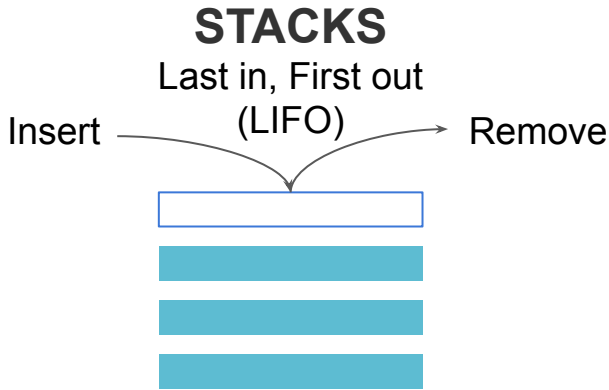 STACKS
Last in, First out
(LIFO)
Insert
Remove